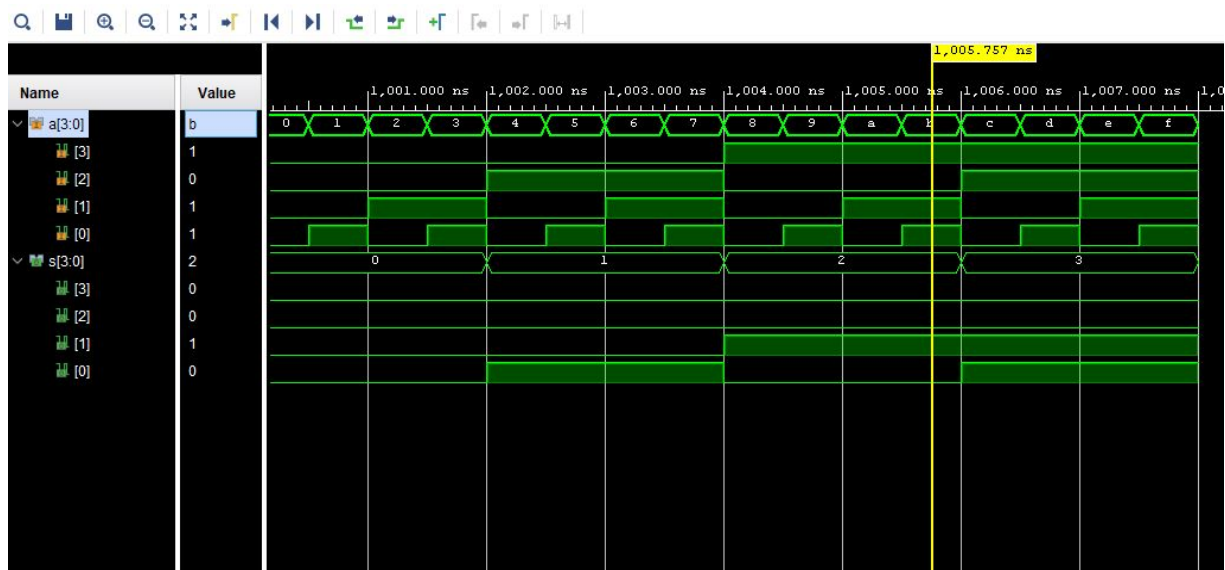 1,005.757 ns
Name Value
1,001.000 ns 1,002.000 ns 1,003.000 ns 1,004.000 ns 1,005.000 ns 1,006.000 ns 1,007.000 ns 1,0
a[3:0] b 0 1 2 3 4 5 6 7 8 9 a b c d e f
[3] 1
[2] 0
[1] 1
[0] 1
s[3:0] 2 0 1 2 3
[3] 0
[2] 0
[1] 1
[0] 0